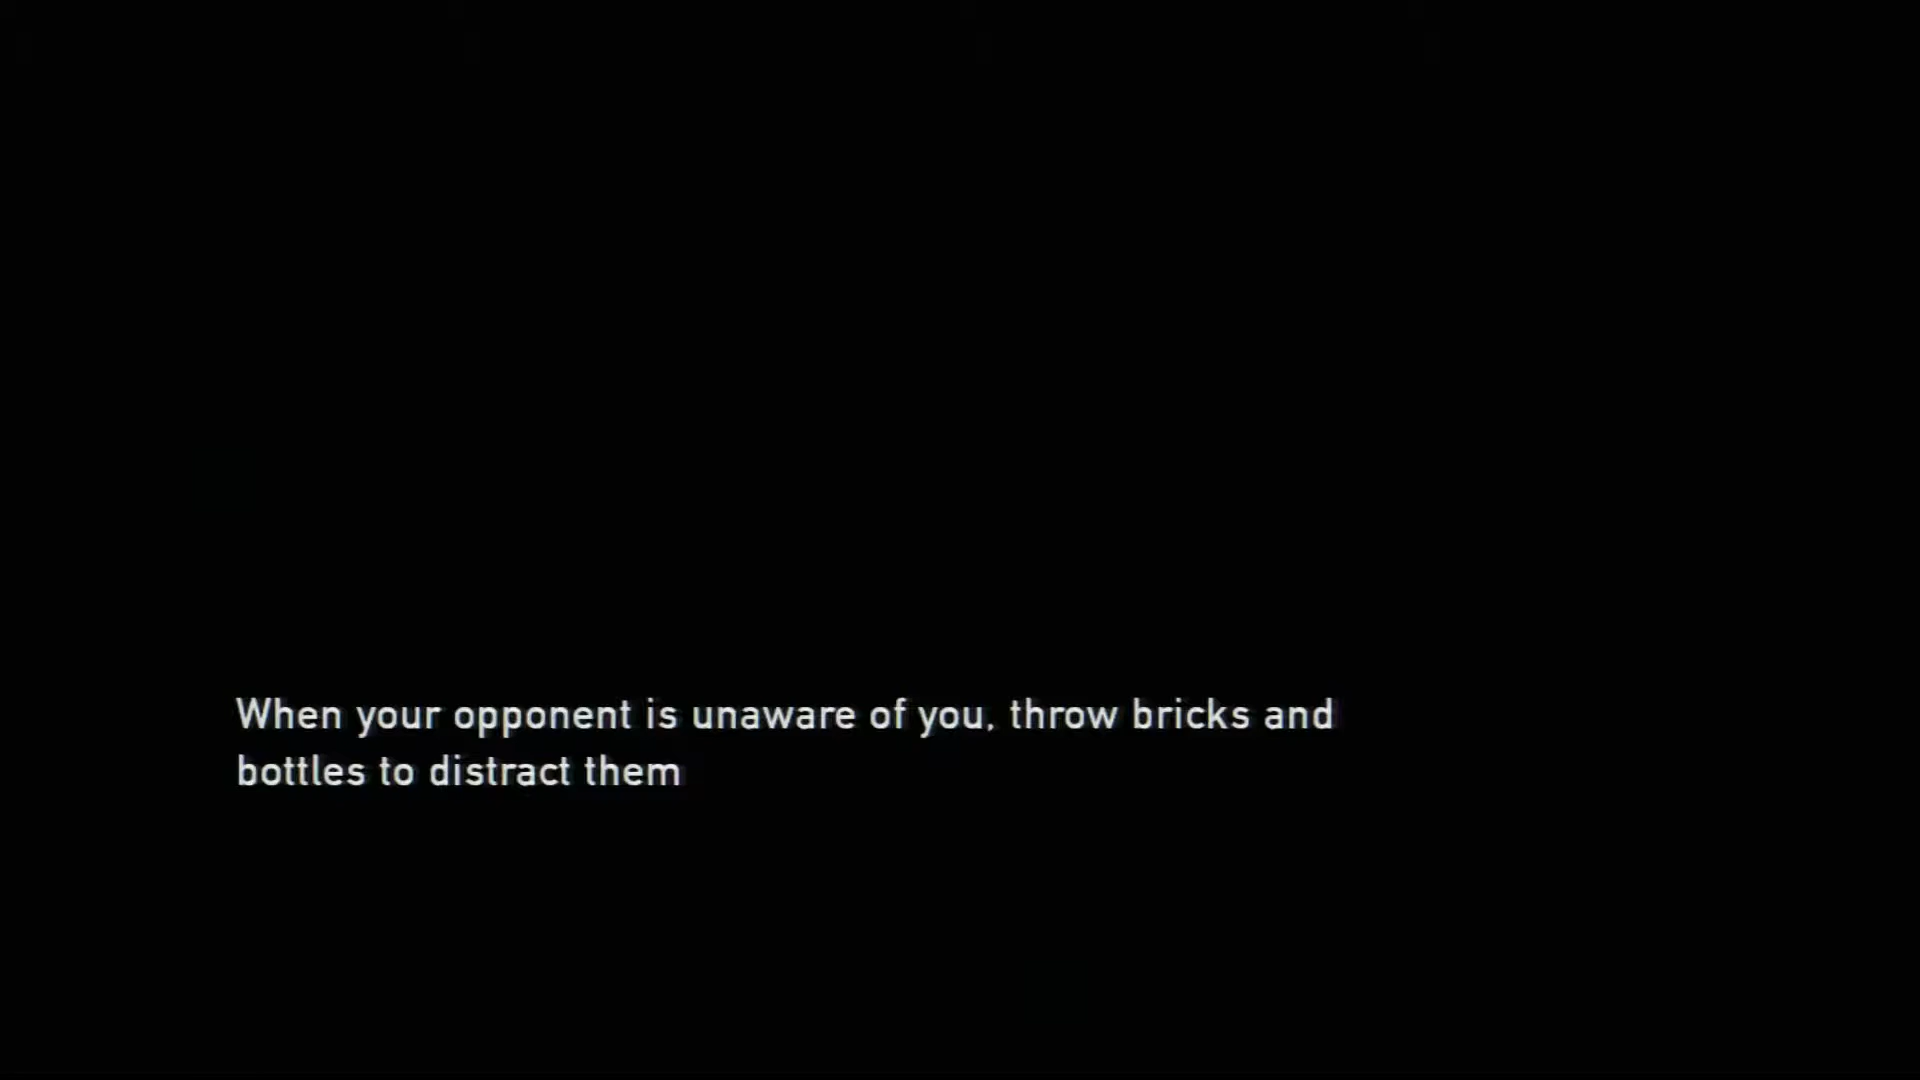 When your opponent is unaware of you, throw bricks and
bottles to distract them